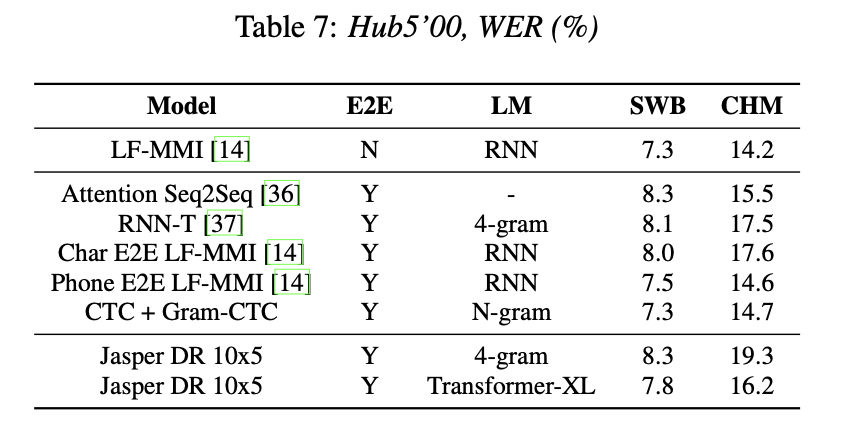 Table 7: Hub5’00, WER (%)
Model E2E LM SWB CHM
LF-MMI [14] N RNN 7.3 14.2
Attention Seq2Seq [36] Y - 8.3 15.5
RNN-T [37] Y 4-gram 8.1 17.5
Char E2E LF-MMI [14] Y RNN 8.0 17.6
Phone E2E LF-MMI [14] Y RNN 7.5 14.6
CTC + Gram-CTC Y N-gram 7.3 14.7
Jasper DR 10x5 Y 4-gram 8.3 19.3
Jasper DR 10x5 Y Transformer-XL 7.8 16.2